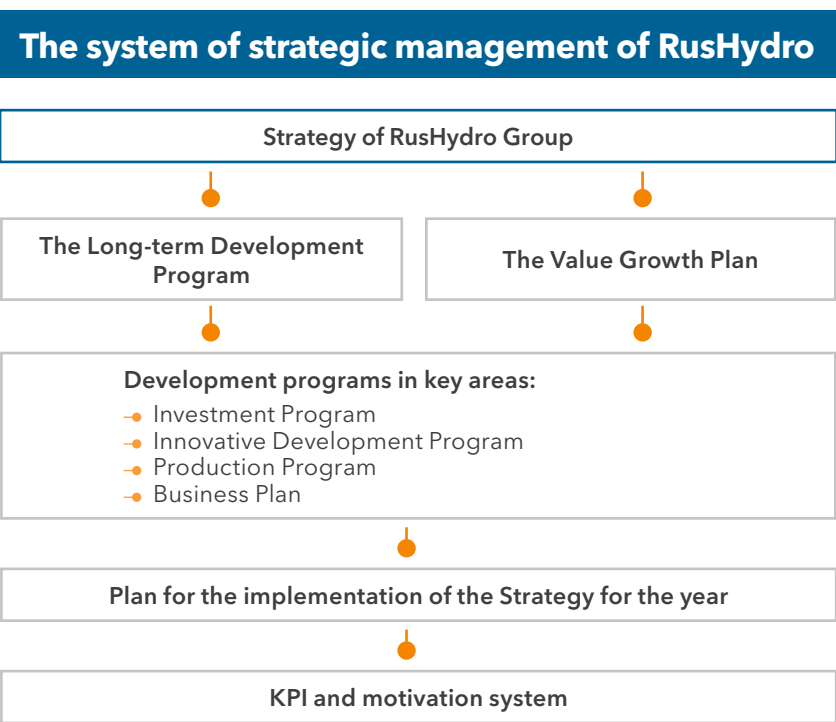 The system of strategic management of RusHydro
Strategy of RusHydro Group
The Long-term Development
Program
The Value Growth Plan
Development programs in key areas:
Investment Program
Innovative Development Program
Production Program
Business Plan
Plan for the implementation of the Strategy for the year
KPI and motivation system